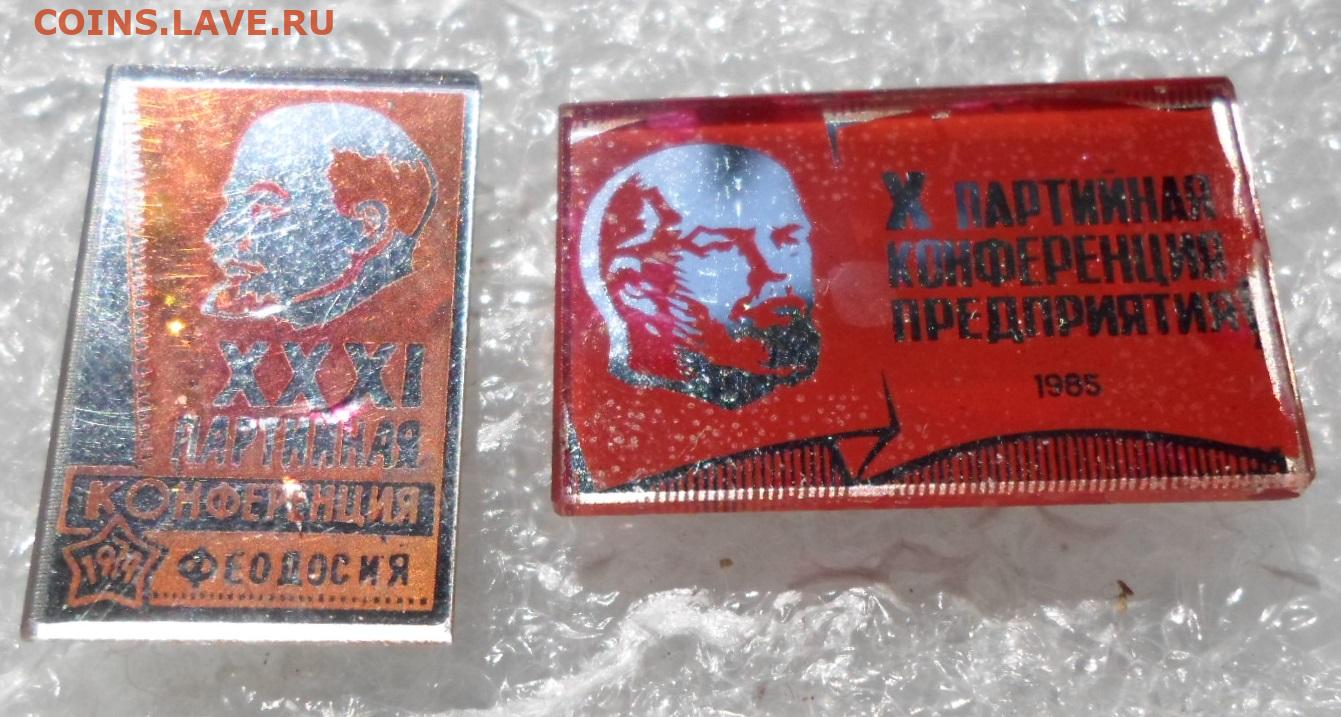 COINS.LAVE.RU
XXXI
ПАРТИЙНАЯ
КОНФЕРЕНЦИЯ
ФЕОДОСИЯ
X ПАРТИЙНАЯ
КОНФЕРЕНЦИЯ
ПРЕДПРИЯТИЯ
1985